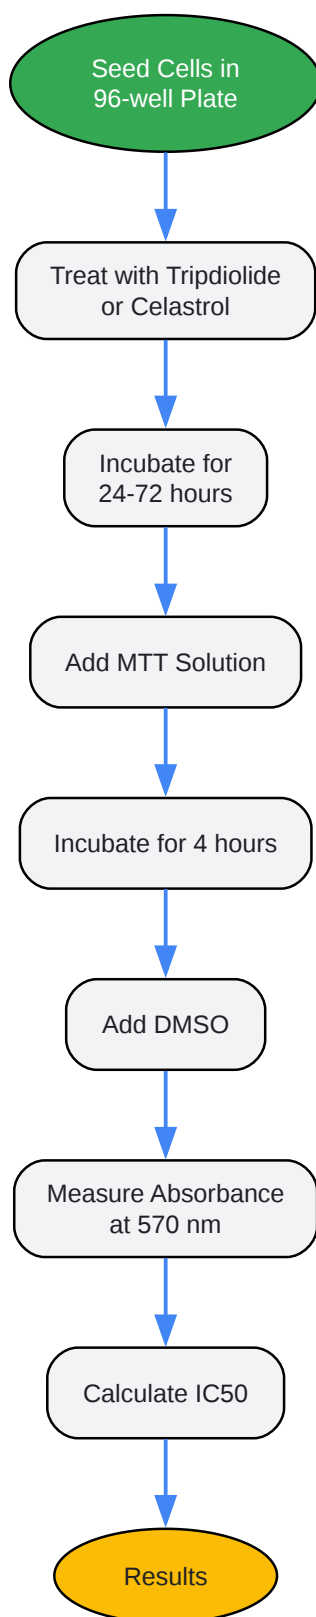 Seed Cells in
96-well Plate
Treat with Tripdiolide
or Celastrol
Incubate for
24-72 hours
Add MTT Solution
Incubate for 4 hours
Add DMSO
Measure Absorbance
at 570 nm
Calculate IC50
Results